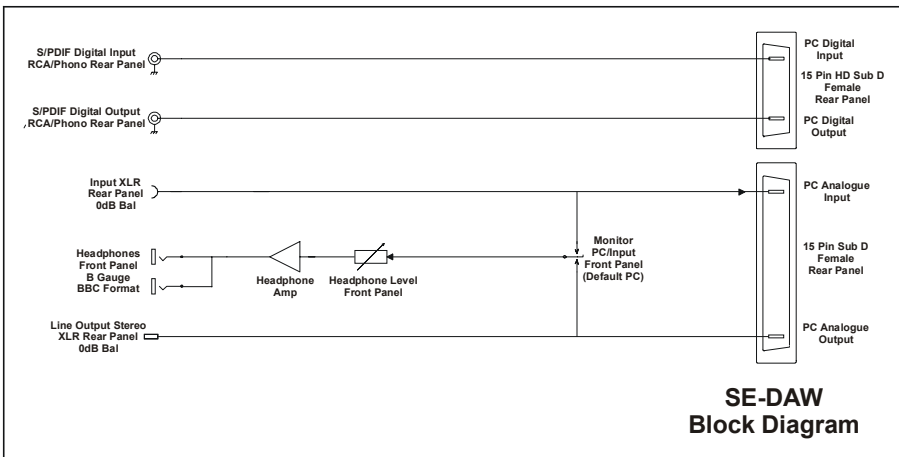 S/PDIF Digital Input
RCA/Phono Rear Panel
S/PDIF Digital Output
RCA/Phono Rear Panel
PC Digital
Input
15 Pin HD Sub D
Female
Rear Panel
PC Digital
Output
Input XLR
Rear Panel
0dB Bal
PC Analogue
Input
Headphones
Front Panel
B Gauge
BBC Format
Headphone
Amp
Headphone Level
Front Panel
Monitor
PC/Input
Front Panel
(Default PC)
15 Pin Sub D
Female
Rear Panel
Line Output Stereo
XLR Rear Panel
0dB Bal
PC Analogue
Output
SE-DAW
Block Diagram